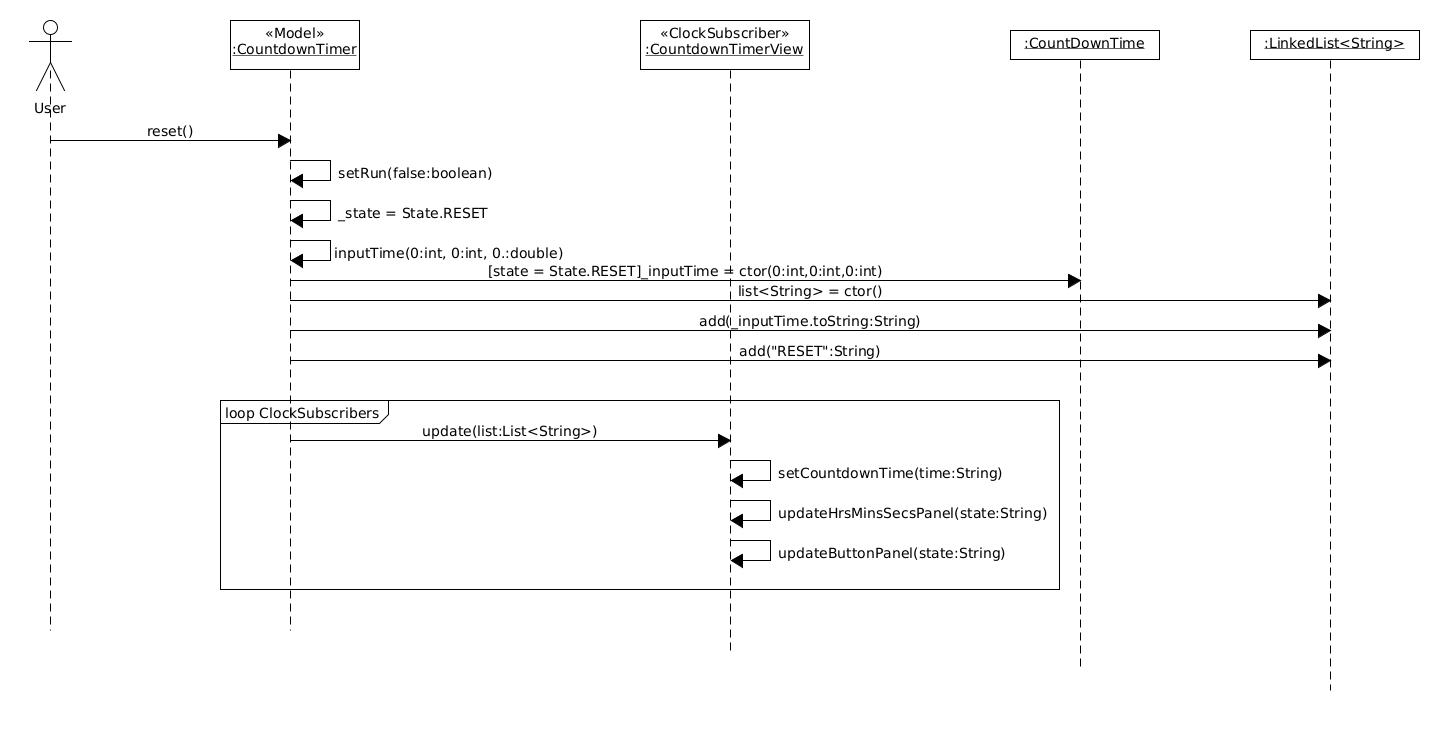 «Model»
:CountdownTimer
«ClockSubscriber»
:CountdownTimerView
:CountDownTime
:LinkedList<String>
User
reset()
setRun(false:boolean)
_state = State.RESET
inputTime(0:int, 0:int, 0.:double)
[state = State.RESET]_inputTime = ctor(0:int,0:int,0:int)
list<String> = ctor()
add(_inputTime.toString:String)
add("RESET":String)
loop ClockSubscribers
update(list:List<String>)
setCountdownTime(time:String)
updateHrsMinsSecsPanel(state:String)
updateButtonPanel(state:String)